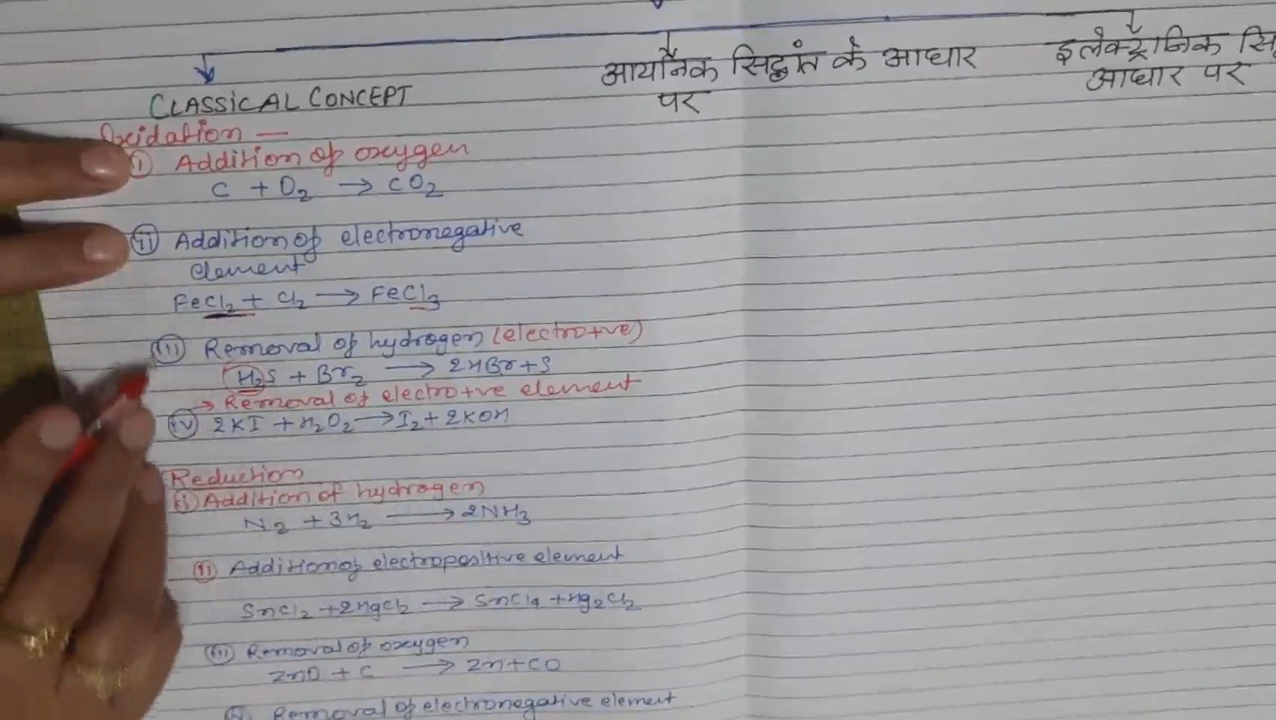 CLASSICAL CONCEPT
आयनिक सिद्धांत के आधार
पर
इलेक्ट्रानिक सि
आधार पर
Oxidation —
(i) Addition of oxygen
C + O2 → CO2
(ii) Addition of electronegative
element
FeCl2 + Cl2 → FeCl3
(iii) Removal of hydrogen (electro+ve)
H2S + Br2 → 2HBr + S
→ Removal of electro+ve element
(iv) 2KI + H2O2 → I2 + 2KOH
Reduction
(i) Addition of hydrogen
N2 + 3H2 → 2NH3
(ii) Addition of electropositive element
SnCl2 + 2HgCl2 → SnCl4 + Hg2Cl2
(iii) Removal of oxygen
ZnO + C → Zn + CO
Removal of electronegative element